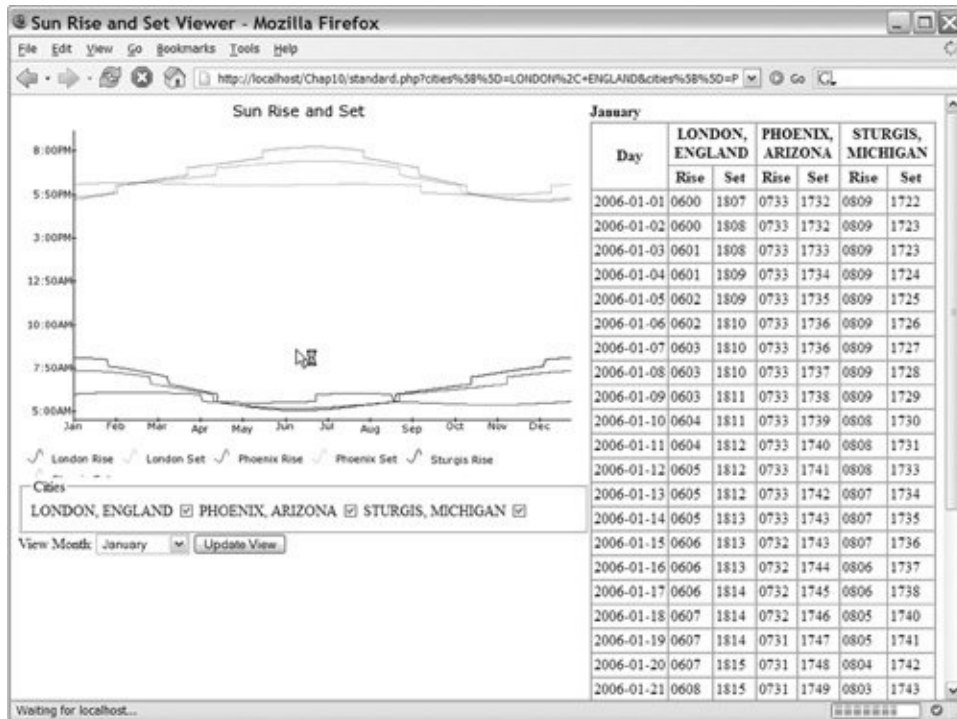 Sun Rise and Set Viewer - Mozilla Firefox
File Edit View Go Bookmarks Tools Help
http://localhost/Chap10/standard.php?cities%5B%5D=LONDON%2C+ENGLAND&cities%5B%5D=P Go
Sun Rise and Set
8:00PM
5:50PM
3:00PM
12:50AM
10:00AM
7:50AM
5:00AM
Jan Feb Mar Apr May Jun Jul Aug Sep Oct Nov Dec
London Rise London Set Phoenix Rise Phoenix Set Sturgis Rise
Cities
LONDON, ENGLAND PHOENIX, ARIZONA STURGIS, MICHIGAN
View Month: January Update View
January
Day LONDON, ENGLAND PHOENIX, ARIZONA STURGIS, MICHIGAN
Rise Set Rise Set Rise Set
2006-01-01 0600 1807 0733 1732 0809 1722
2006-01-02 0600 1808 0733 1732 0809 1723
2006-01-03 0601 1808 0733 1733 0809 1723
2006-01-04 0601 1809 0733 1734 0809 1724
2006-01-05 0602 1809 0733 1735 0809 1725
2006-01-06 0602 1810 0733 1736 0809 1726
2006-01-07 0603 1810 0733 1736 0809 1727
2006-01-08 0603 1810 0733 1737 0809 1728
2006-01-09 0603 1811 0733 1738 0809 1729
2006-01-10 0604 1811 0733 1739 0808 1730
2006-01-11 0604 1812 0733 1740 0808 1731
2006-01-12 0605 1812 0733 1741 0808 1733
2006-01-13 0605 1812 0733 1742 0807 1734
2006-01-14 0605 1813 0733 1743 0807 1735
2006-01-15 0606 1813 0732 1743 0807 1736
2006-01-16 0606 1813 0732 1744 0806 1737
2006-01-17 0606 1814 0732 1745 0806 1738
2006-01-18 0607 1814 0732 1746 0805 1740
2006-01-19 0607 1814 0731 1747 0805 1741
2006-01-20 0607 1815 0731 1748 0804 1742
2006-01-21 0608 1815 0731 1749 0803 1743
Waiting for localhost...